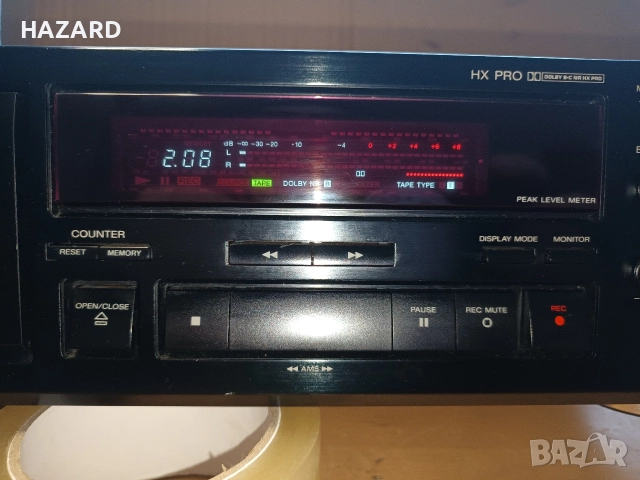 HAZARD
HX PRO DOLBY B-C NR HX PRO
dB -∞ -30 -20 -10 -4 0 +2 +4 +6 +8
L
2.08
R
REC TAPE DOLBY NR B TAPE TYPE I
PEAK LEVEL METER
COUNTER
RESET MEMORY
◀◀ ▶▶
DISPLAY MODE MONITOR
OPEN/CLOSE
PAUSE REC MUTE REC
◀◀ AMS ▶▶
BAZAR
bg